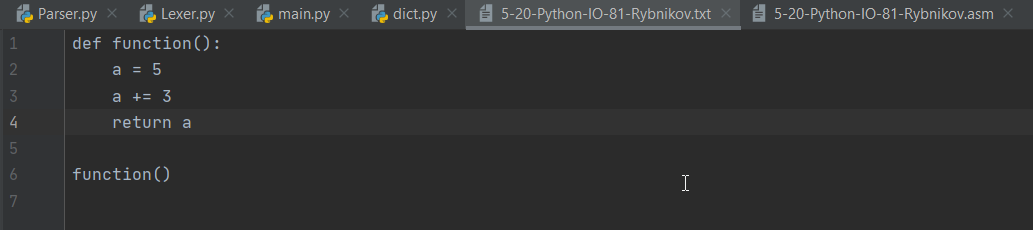 Parser.py Lexer.py main.py dict.py 5-20-Python-IO-81-Rybnikov.txt 5-20-Python-IO-81-Rybnikov.asm
1 def function():
2     a = 5
3     a += 3
4     return a
5
6 function()
7